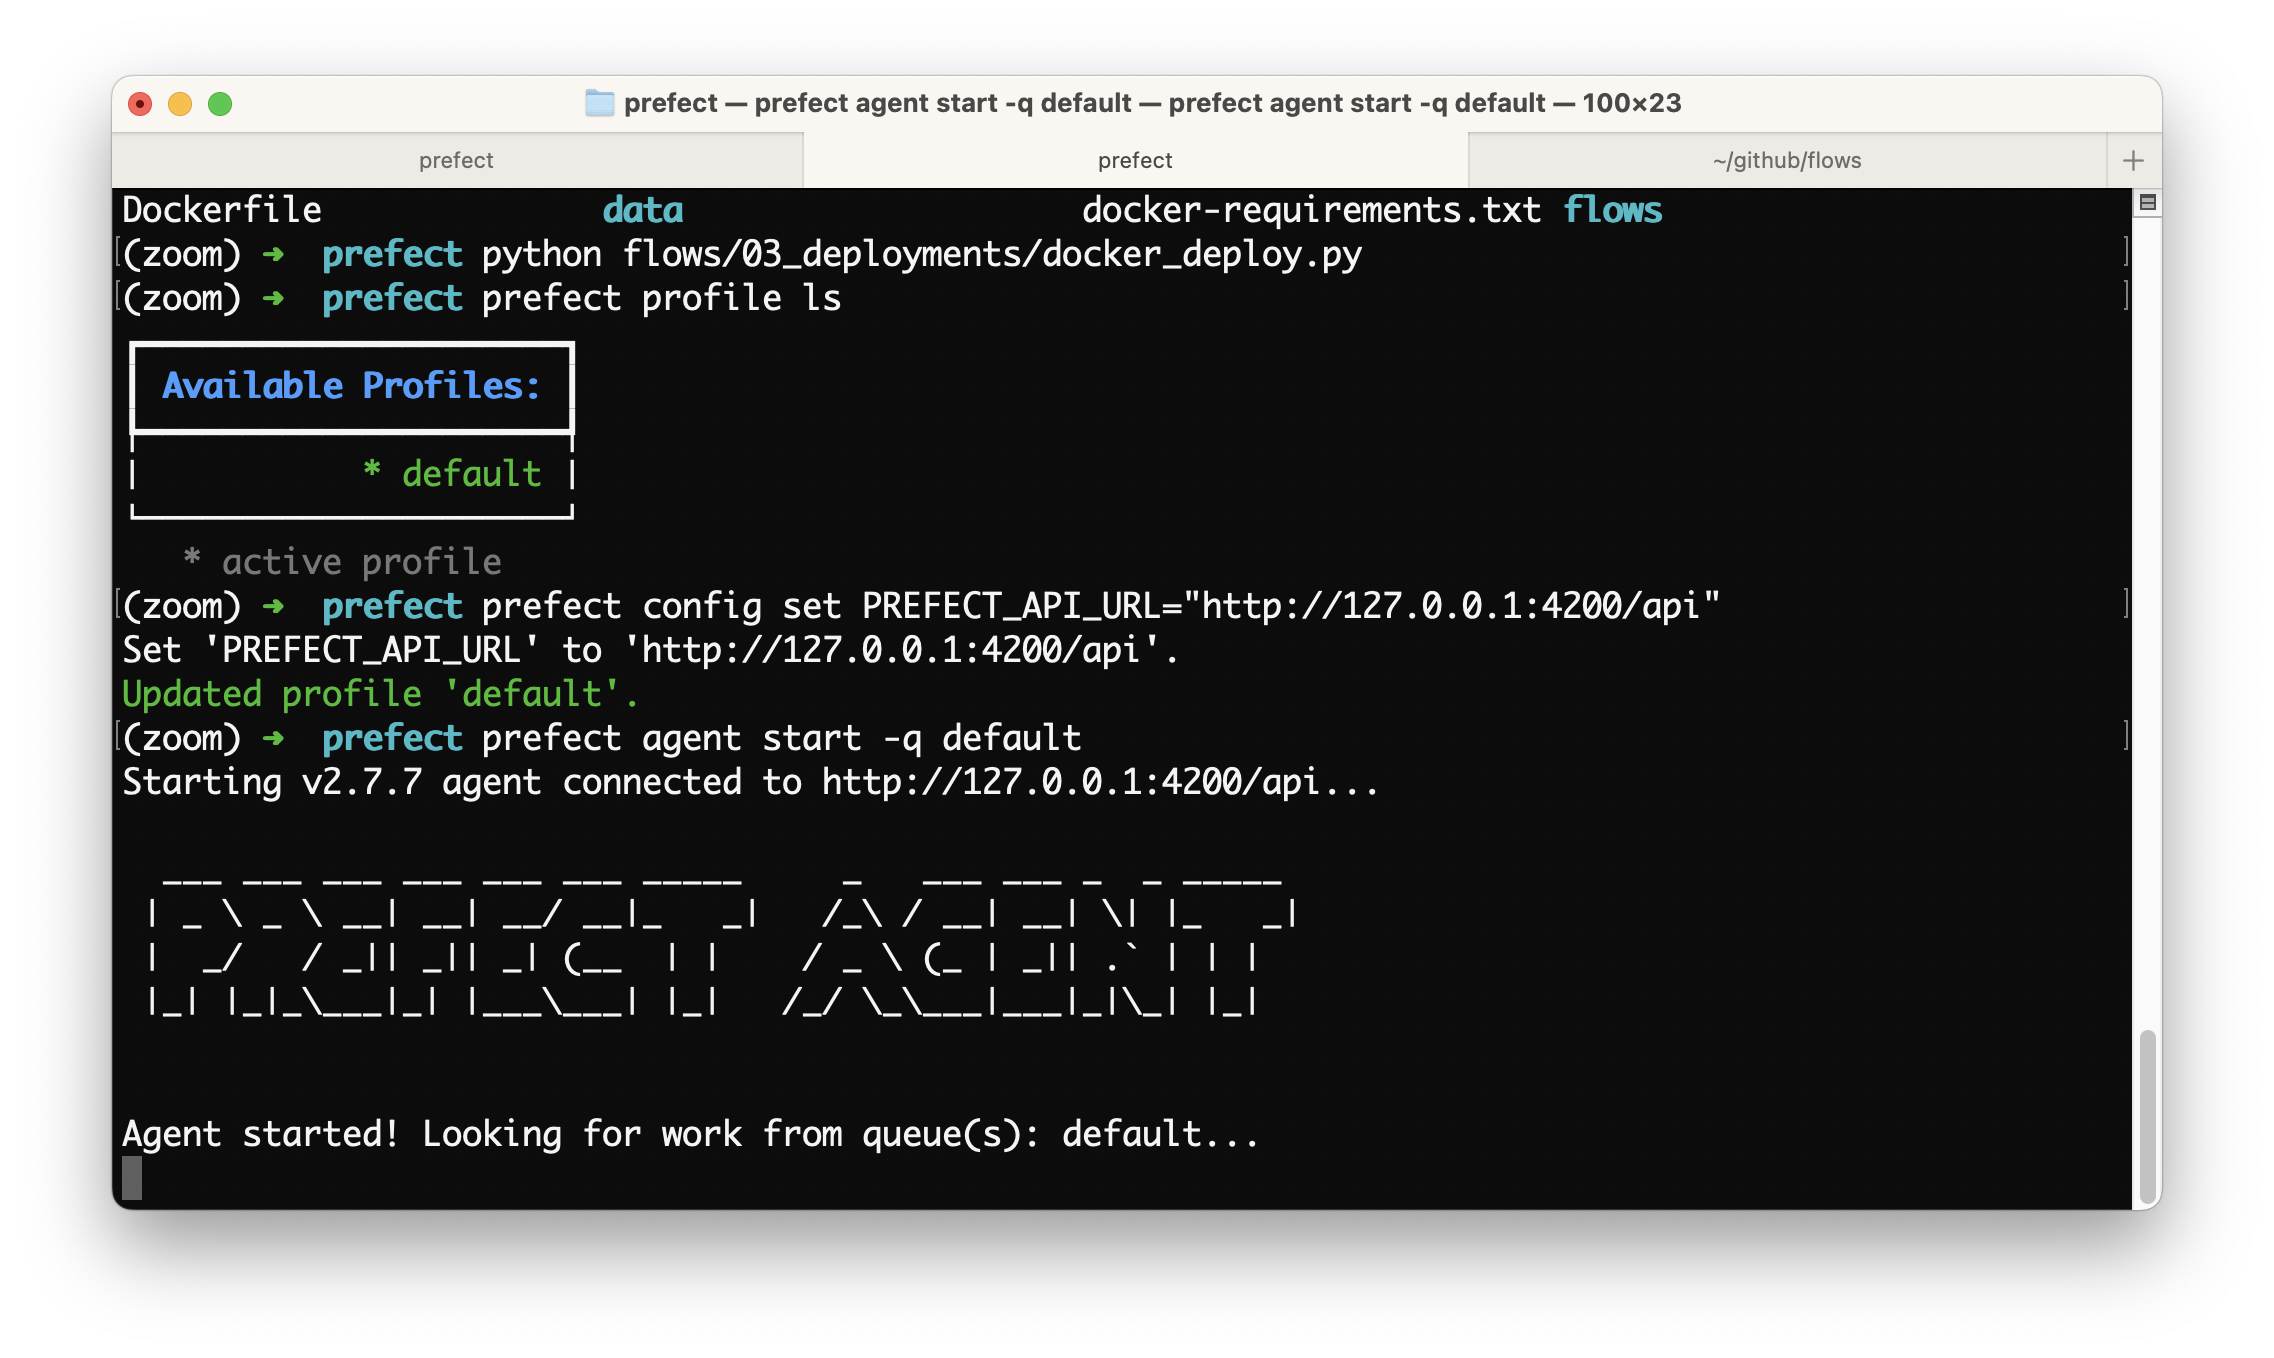 prefect — prefect agent start -q default — prefect agent start -q default — 100×23
prefect prefect ~/github/flows +
Dockerfile data docker-requirements.txt flows
(zoom) ➜ prefect python flows/03_deployments/docker_deploy.py
(zoom) ➜ prefect prefect profile ls
Available Profiles:
* default
* active profile
(zoom) ➜ prefect prefect config set PREFECT_API_URL="http://127.0.0.1:4200/api"
Set 'PREFECT_API_URL' to 'http://127.0.0.1:4200/api'.
Updated profile 'default'.
(zoom) ➜ prefect prefect agent start -q default
Starting v2.7.7 agent connected to http://127.0.0.1:4200/api...
PREFECT AGENT
Agent started! Looking for work from queue(s): default...